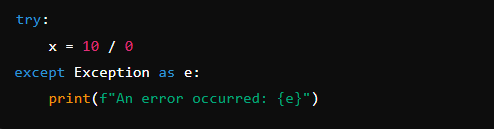 try:
    x = 10 / 0
except Exception as e:
    print(f"An error occurred: {e}")